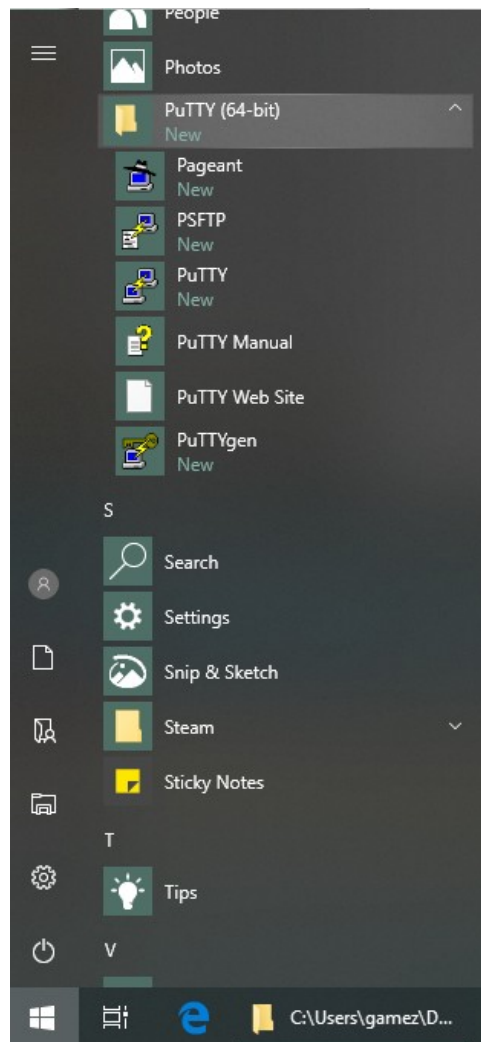 People
Photos
PuTTY (64-bit)
New
Pageant
New
PSFTP
New
PuTTY
New
PuTTY Manual
PuTTY Web Site
PuTTYgen
New
S
Search
Settings
Snip & Sketch
Steam
Sticky Notes
T
Tips
V
C:\Users\gamez\D...